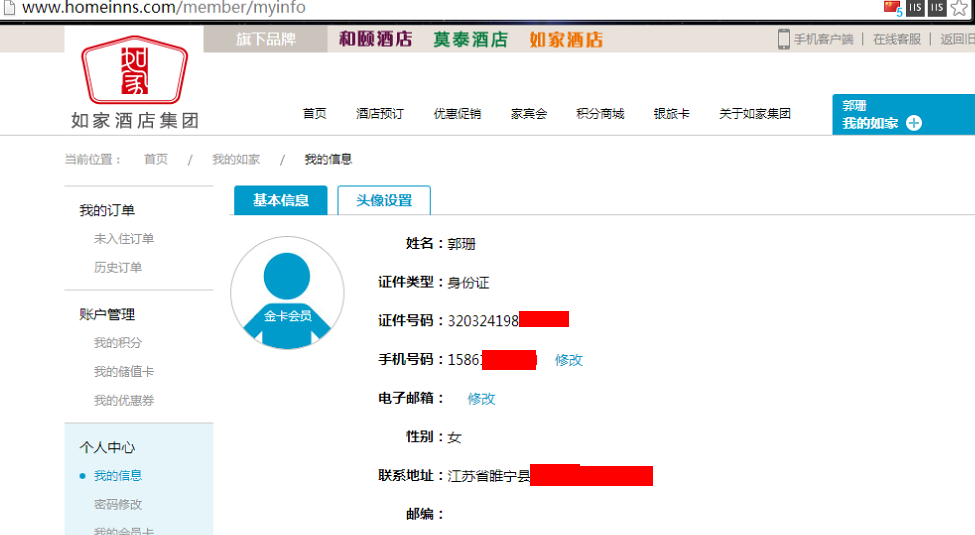 www.homeinns.com/member/myinfo
5 IIS IIS
旗下品牌 和颐酒店 莫泰酒店 如家酒店 手机客户端 | 在线客服 | 返回旧
如家
如家酒店集团
首页 酒店预订 优惠促销 家宾会 积分商城 银旅卡 关于如家集团
郭珊
我的如家
当前位置： 首页 / 我的如家 / 我的信息
基本信息 头像设置
我的订单
未入住订单
历史订单
账户管理
我的积分
我的储值卡
我的优惠券
个人中心
我的信息
密码修改
我的会员卡
金卡会员
姓名：郭珊
证件类型：身份证
证件号码：320324198
手机号码：1586 修改
电子邮箱： 修改
性别：女
联系地址：江苏省睢宁县
邮编：